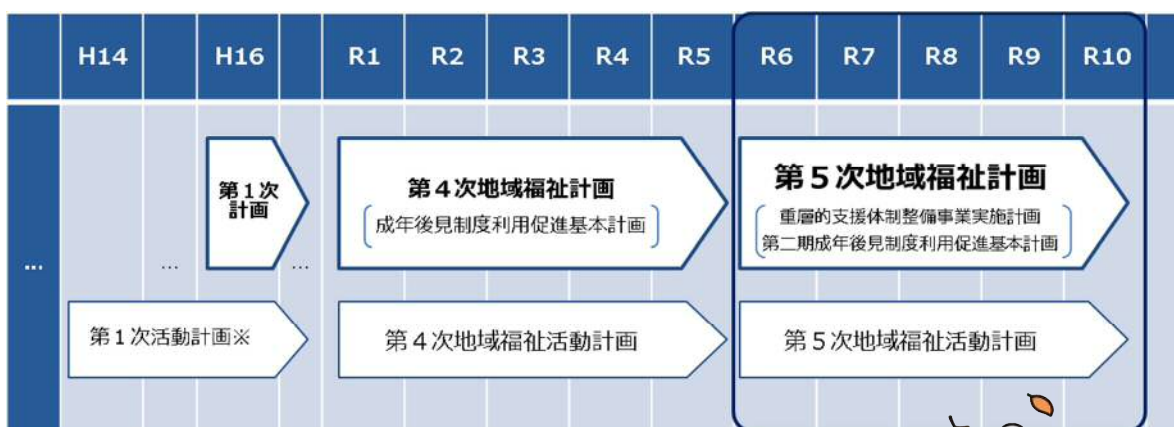 H14 H16 R1 R2 R3 R4 R5 R6 R7 R8 R9 R10
第１次
計画
第４次地域福祉計画
成年後見制度利用促進基本計画
第５次地域福祉計画
重層的支援体制整備事業実施計画
第二期成年後見制度利用促進基本計画
… … …
第１次活動計画※
第４次地域福祉活動計画
第５次地域福祉活動計画